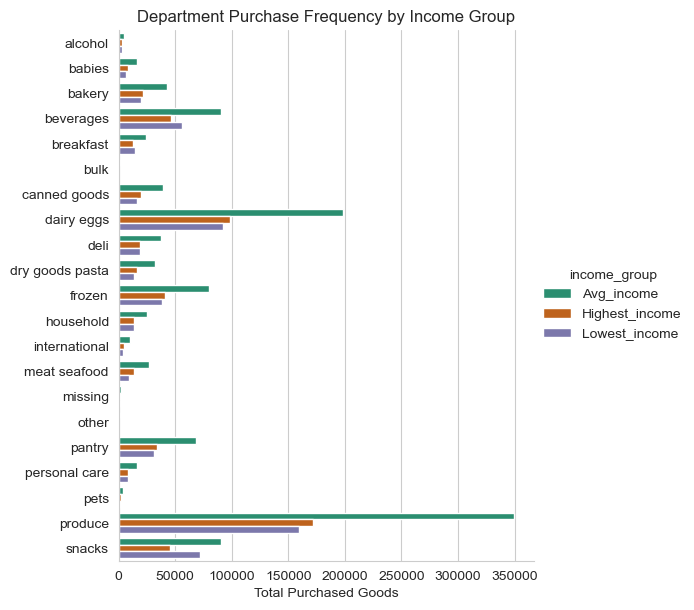 Department Purchase Frequency by Income Group
alcohol
babies
bakery
beverages
breakfast
bulk
canned goods
dairy eggs
deli
dry goods pasta
frozen
household
international
meat seafood
missing
other
pantry
personal care
pets
produce
snacks
0 50000 100000 150000 200000 250000 300000 350000
Total Purchased Goods
income_group
Avg_income
Highest_income
Lowest_income